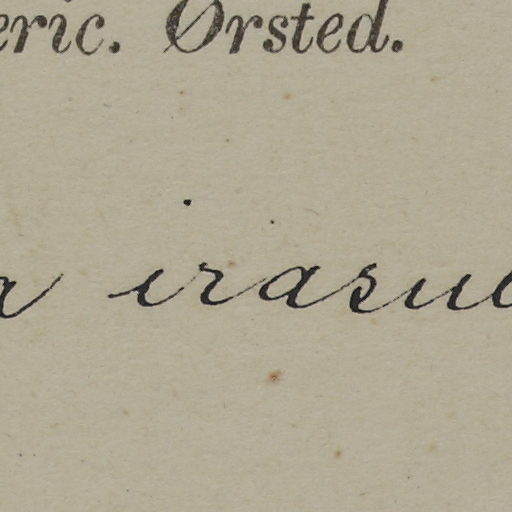 eric. Ørsted.
a irasu